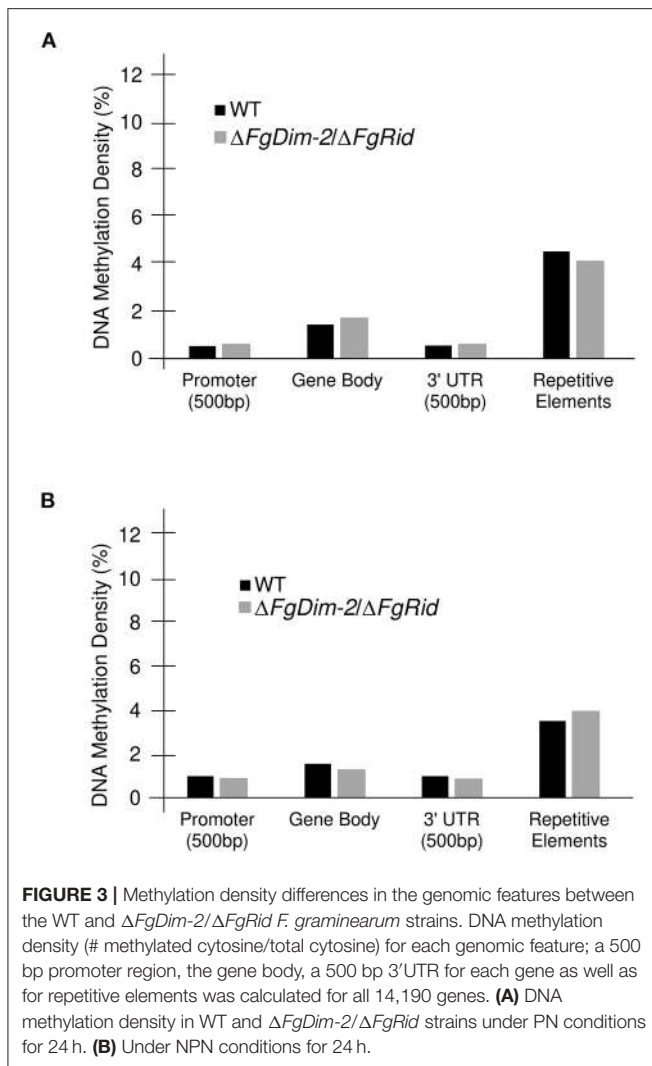 A
DNA Methylation Density (%)
12
10
8
6
4
2
0
WT
ΔFgDim-2/ΔFgRid
Promoter
(500bp)
Gene Body
3' UTR
(500bp)
Repetitive
Elements
B
DNA Methylation Density (%)
12
10
8
6
4
2
0
WT
ΔFgDim-2/ΔFgRid
Promoter
(500bp)
Gene Body
3' UTR
(500bp)
Repetitive
Elements
FIGURE 3 | Methylation density differences in the genomic features between
the WT and ΔFgDim-2/ΔFgRid F. graminearum strains. DNA methylation
density (# methylated cytosine/total cytosine) for each genomic feature; a 500
bp promoter region, the gene body, a 500 bp 3′UTR for each gene as well as
for repetitive elements was calculated for all 14,190 genes. (A) DNA
methylation density in WT and ΔFgDim-2/ΔFgRid strains under PN conditions
for 24 h. (B) Under NPN conditions for 24 h.